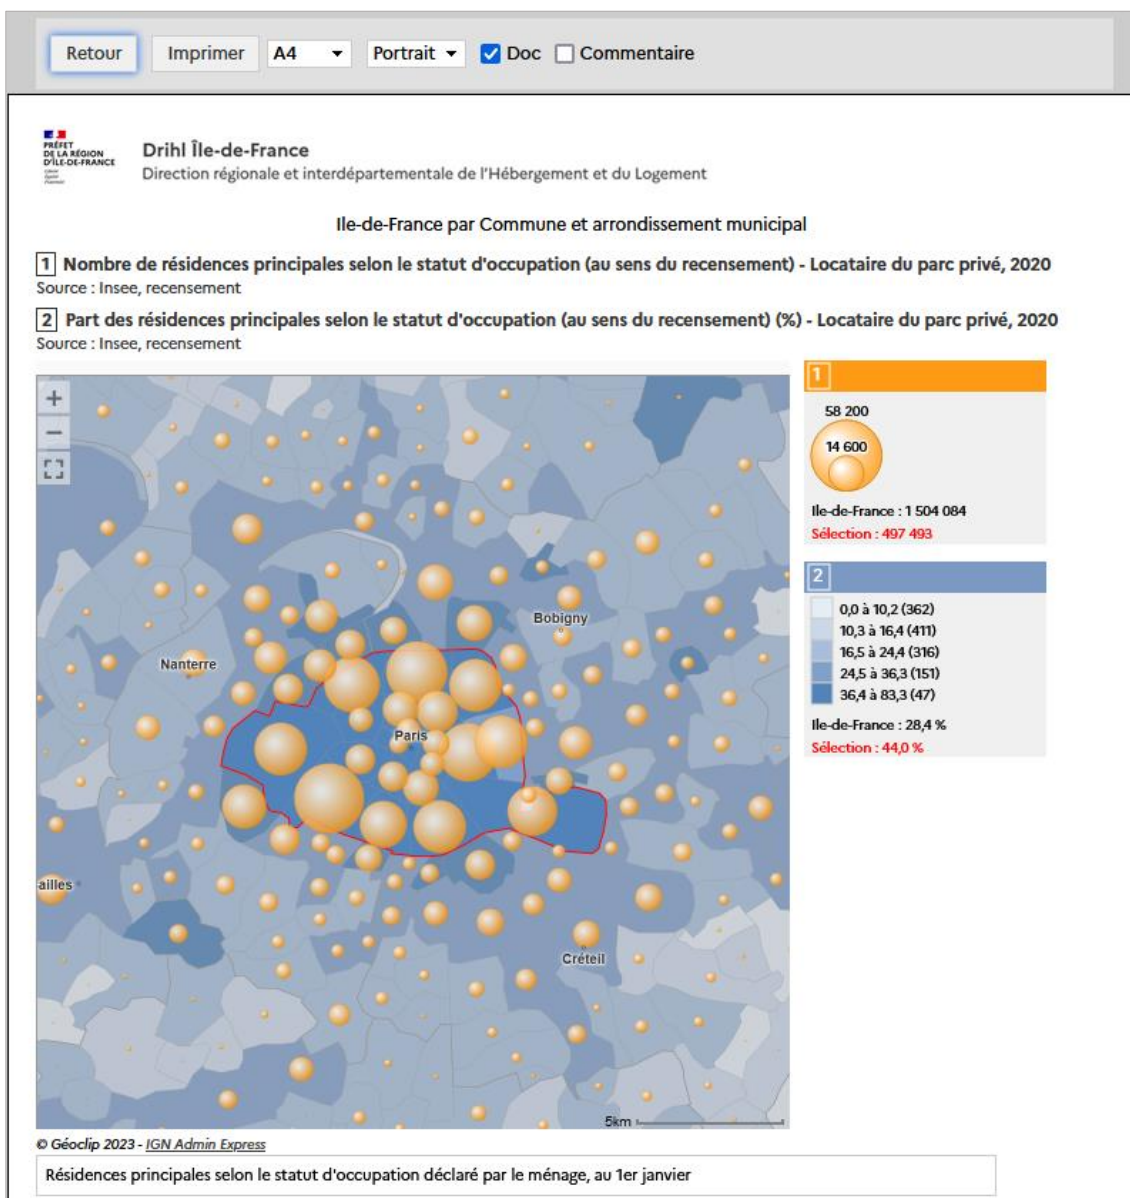 Retour Imprimer A4 Portrait Doc Commentaire
PRÉFET
DE LA RÉGION
D'ÎLE-DE-FRANCE
Drihl Île-de-France
Direction régionale et interdépartementale de l'Hébergement et du Logement
Ile-de-France par Commune et arrondissement municipal
1 Nombre de résidences principales selon le statut d'occupation (au sens du recensement) - Locataire du parc privé, 2020
Source : Insee, recensement
2 Part des résidences principales selon le statut d'occupation (au sens du recensement) (%) - Locataire du parc privé, 2020
Source : Insee, recensement
+
−
Bobigny
Nanterre
Paris
ailles
Créteil
5km
1
58 200
14 600
Ile-de-France : 1 504 084
Sélection : 497 493
2
0,0 à 10,2 (362)
10,3 à 16,4 (411)
16,5 à 24,4 (316)
24,5 à 36,3 (151)
36,4 à 83,3 (47)
Ile-de-France : 28,4 %
Sélection : 44,0 %
© Géoclip 2023 - IGN Admin Express
Résidences principales selon le statut d'occupation déclaré par le ménage, au 1er janvier